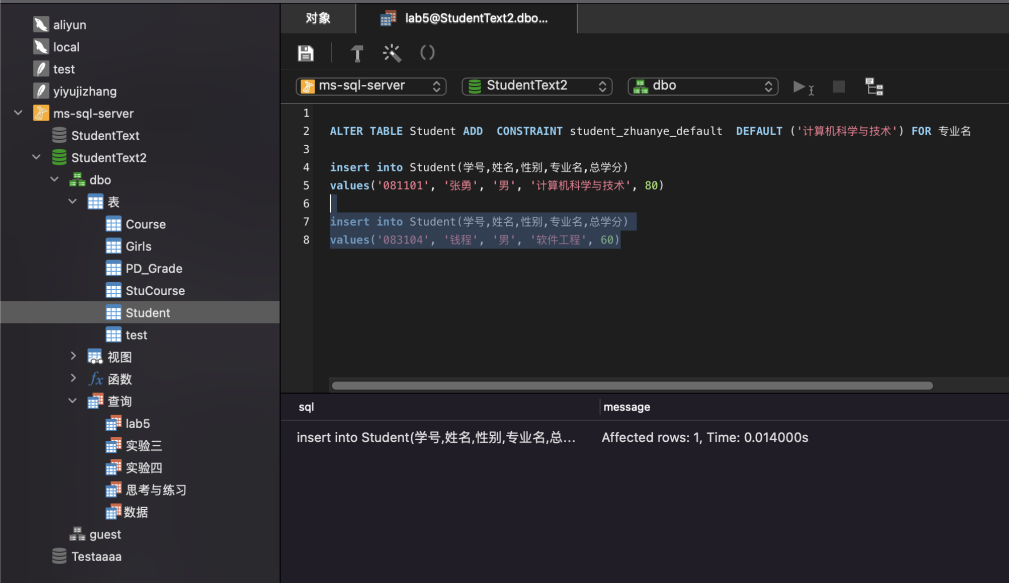 aliyun
local
test
yiyujizhang
ms-sql-server
StudentText
StudentText2
dbo
表
Course
Girls
PD_Grade
StuCourse
Student
test
视图
fx 函数
查询
lab5
实验三
实验四
思考与练习
数据
guest
Testaaaa
对象 lab5@StudentText2.dbo...
ms-sql-server StudentText2 dbo
1
2 ALTER TABLE Student ADD  CONSTRAINT student_zhuanye_default  DEFAULT ('计算机科学与技术') FOR 专业名
3
4 insert into Student(学号,姓名,性别,专业名,总学分)
5 values('081101', '张勇', '男', '计算机科学与技术', 80)
6
7 insert into Student(学号,姓名,性别,专业名,总学分)
8 values('083104', '钱程', '男', '软件工程', 60)
sql message
insert into Student(学号,姓名,性别,专业名,总... Affected rows: 1, Time: 0.014000s